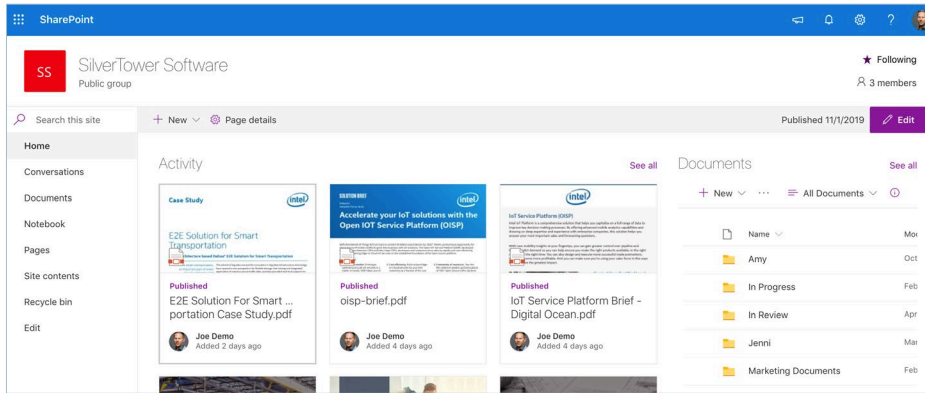 SharePoint
?
SS
SilverTower Software
Public group
Following
3 members
Search this site
New
Page details
Published 11/1/2019
Edit
Home
Conversations
Documents
Notebook
Pages
Site contents
Recycle bin
Edit
Activity
See all
Case Study
intel
E2E Solution for Smart
Transportation
Published
E2E Solution For Smart ...
portation Case Study.pdf
Joe Demo
Added 2 days ago
SOLUTION BRIEF
intel
Accelerate your IoT solutions with the
Open IOT Service Platform (OISP)
Published
oisp-brief.pdf
Joe Demo
Added 4 days ago
intel
IoT Service Platform (OISP)
Published
IoT Service Platform Brief -
Digital Ocean.pdf
Joe Demo
Added 4 days ago
Documents
See all
New
All Documents
Name
Amy
Oct
In Progress
Feb
In Review
Apr
Jenni
Mar
Marketing Documents
Feb